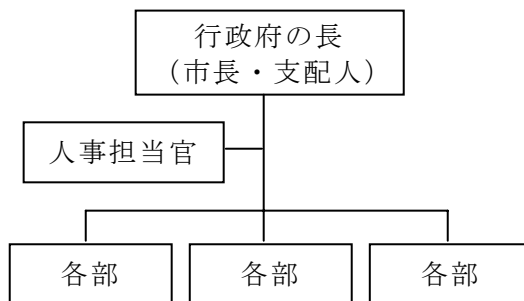 行政府の長
(市長・支配人)
人事担当官
各部
各部
各部